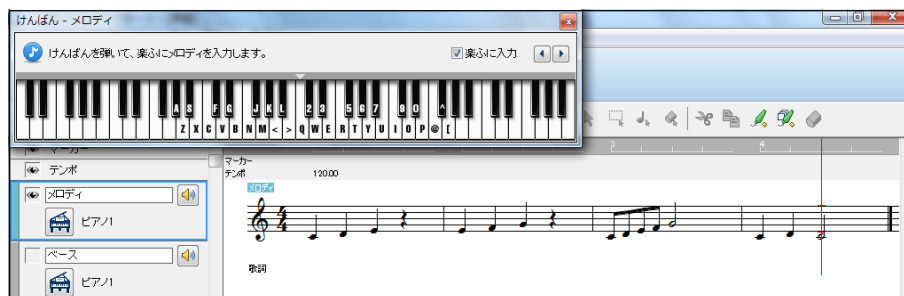 けんばん - メロディ
けんばんを弾いて、楽ふにメロディを入力します。
楽ふに入力
A S F G J K L 2 3 5 6 7 9 0 ^
Z X C V B N M < > Q W E R T Y U I O P @ [
マーカー
テンポ
メロディ
ピアノ1
ベース
ピアノ1
3 4
マーカー
テンポ 120.00
メロディ
歌詞